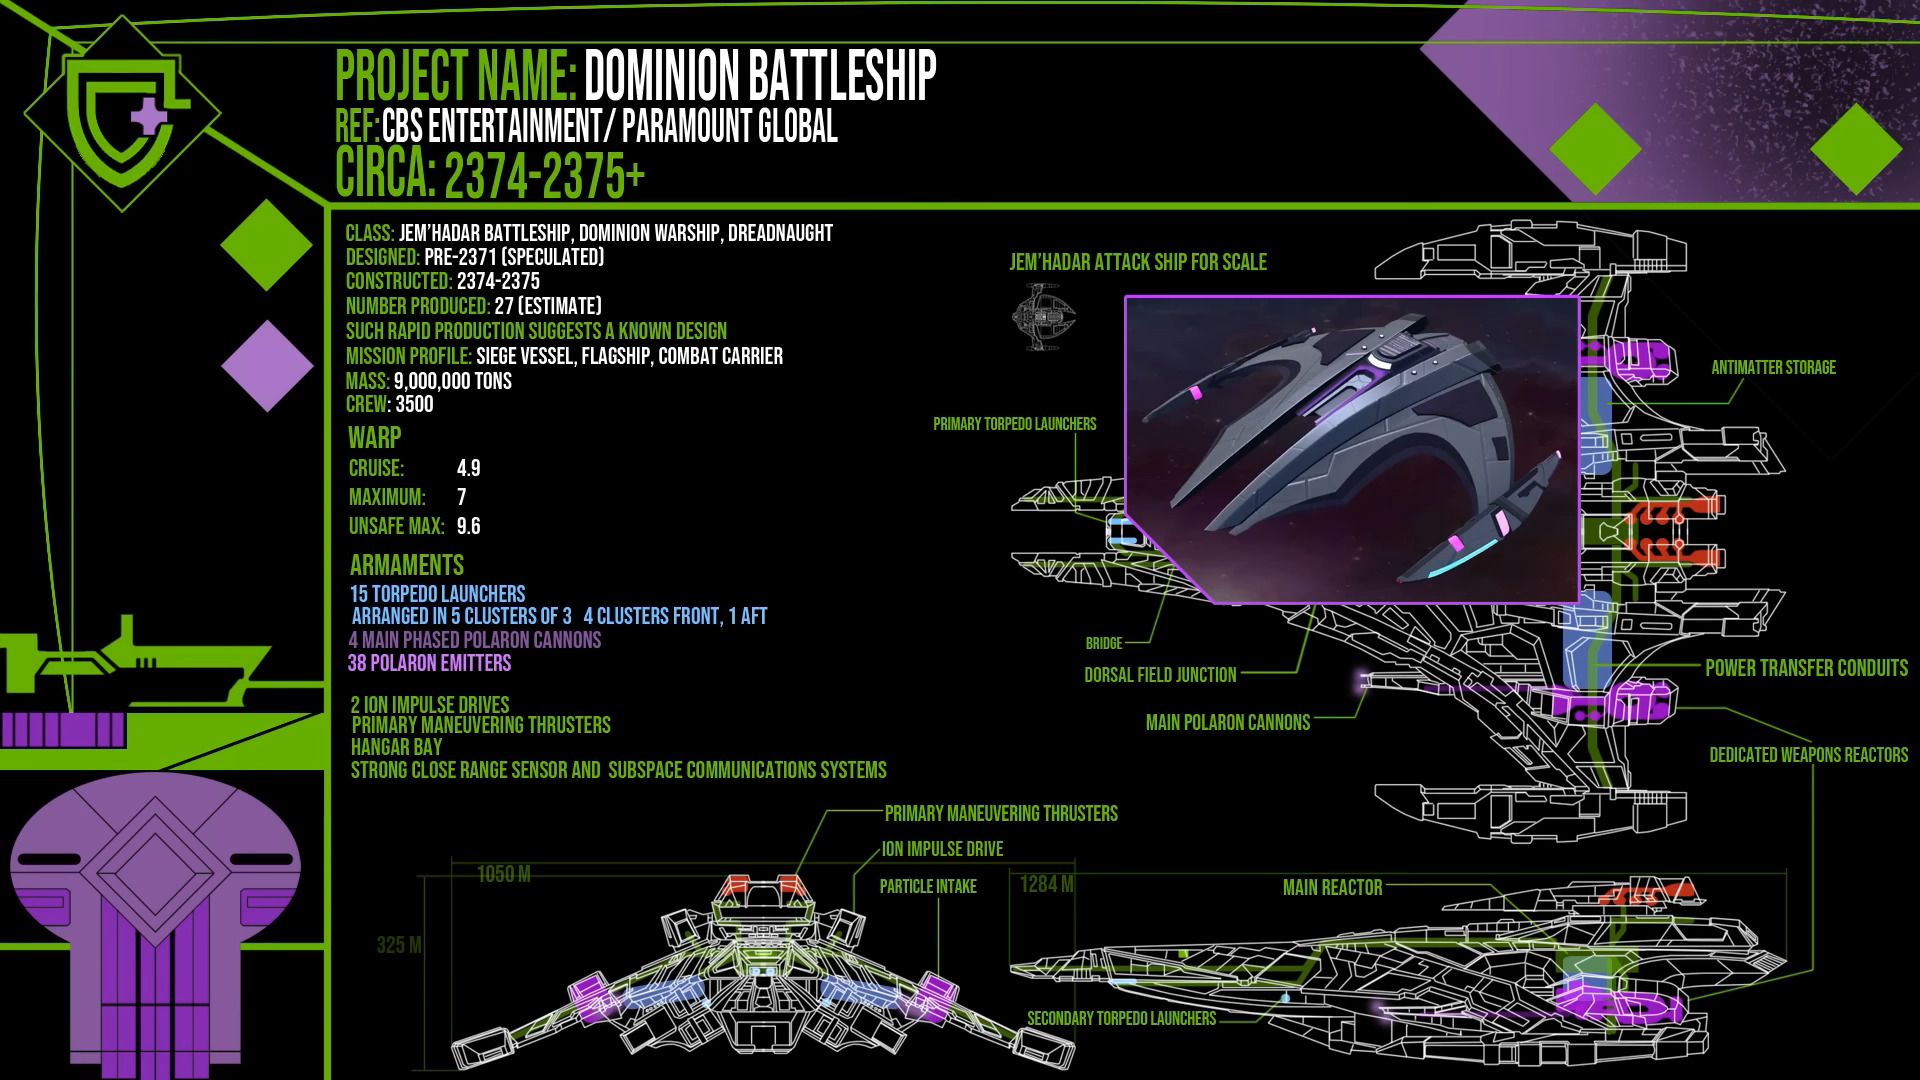 PROJECT NAME: DOMINION BATTLESHIP
REF:CBS ENTERTAINMENT/ PARAMOUNT GLOBAL
CIRCA: 2374-2375+
CLASS: JEM'HADAR BATTLESHIP, DOMINION WARSHIP, DREADNAUGHT
DESIGNED: PRE-2371 (SPECULATED)
CONSTRUCTED: 2374-2375
NUMBER PRODUCED: 27 (ESTIMATE)
SUCH RAPID PRODUCTION SUGGESTS A KNOWN DESIGN
MISSION PROFILE: SIEGE VESSEL, FLAGSHIP, COMBAT CARRIER
MASS: 9,000,000 TONS
CREW: 3500
WARP
CRUISE: 4.9
MAXIMUM: 7
UNSAFE MAX: 9.6
ARMAMENTS
15 TORPEDO LAUNCHERS
ARRANGED IN 5 CLUSTERS OF 3 4 CLUSTERS FRONT, 1 AFT
4 MAIN PHASED POLARON CANNONS
38 POLARON EMITTERS
2 ION IMPULSE DRIVES
PRIMARY MANEUVERING THRUSTERS
HANGAR BAY
STRONG CLOSE RANGE SENSOR AND SUBSPACE COMMUNICATIONS SYSTEMS
JEM'HADAR ATTACK SHIP FOR SCALE
ANTIMATTER STORAGE
PRIMARY TORPEDO LAUNCHERS
BRIDGE
DORSAL FIELD JUNCTION
POWER TRANSFER CONDUITS
MAIN POLARON CANNONS
DEDICATED WEAPONS REACTORS
PRIMARY MANEUVERING THRUSTERS
ION IMPULSE DRIVE
PARTICLE INTAKE
1050 M
325 M
1284 M
MAIN REACTOR
SECONDARY TORPEDO LAUNCHERS